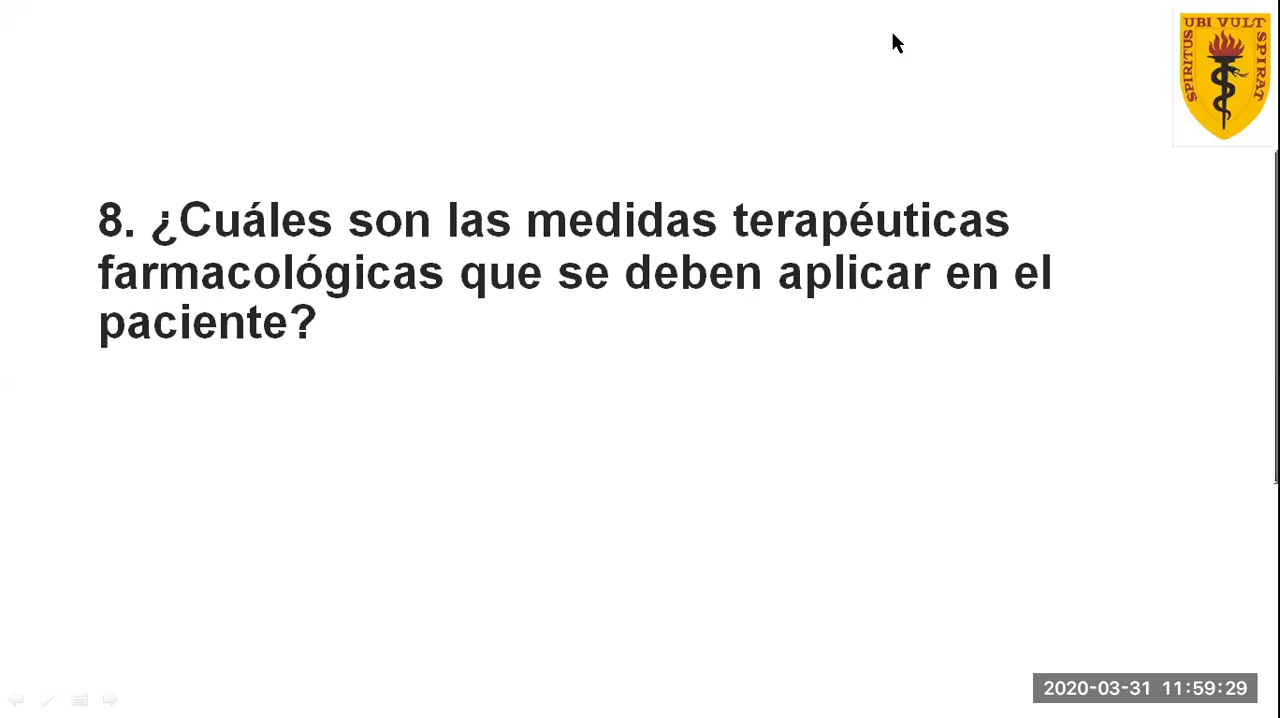 UBI VULT
SPIRITUS
SPIRAT
8. ¿Cuáles son las medidas terapéuticas
farmacológicas que se deben aplicar en el
paciente?
2020-03-31 11:59:29